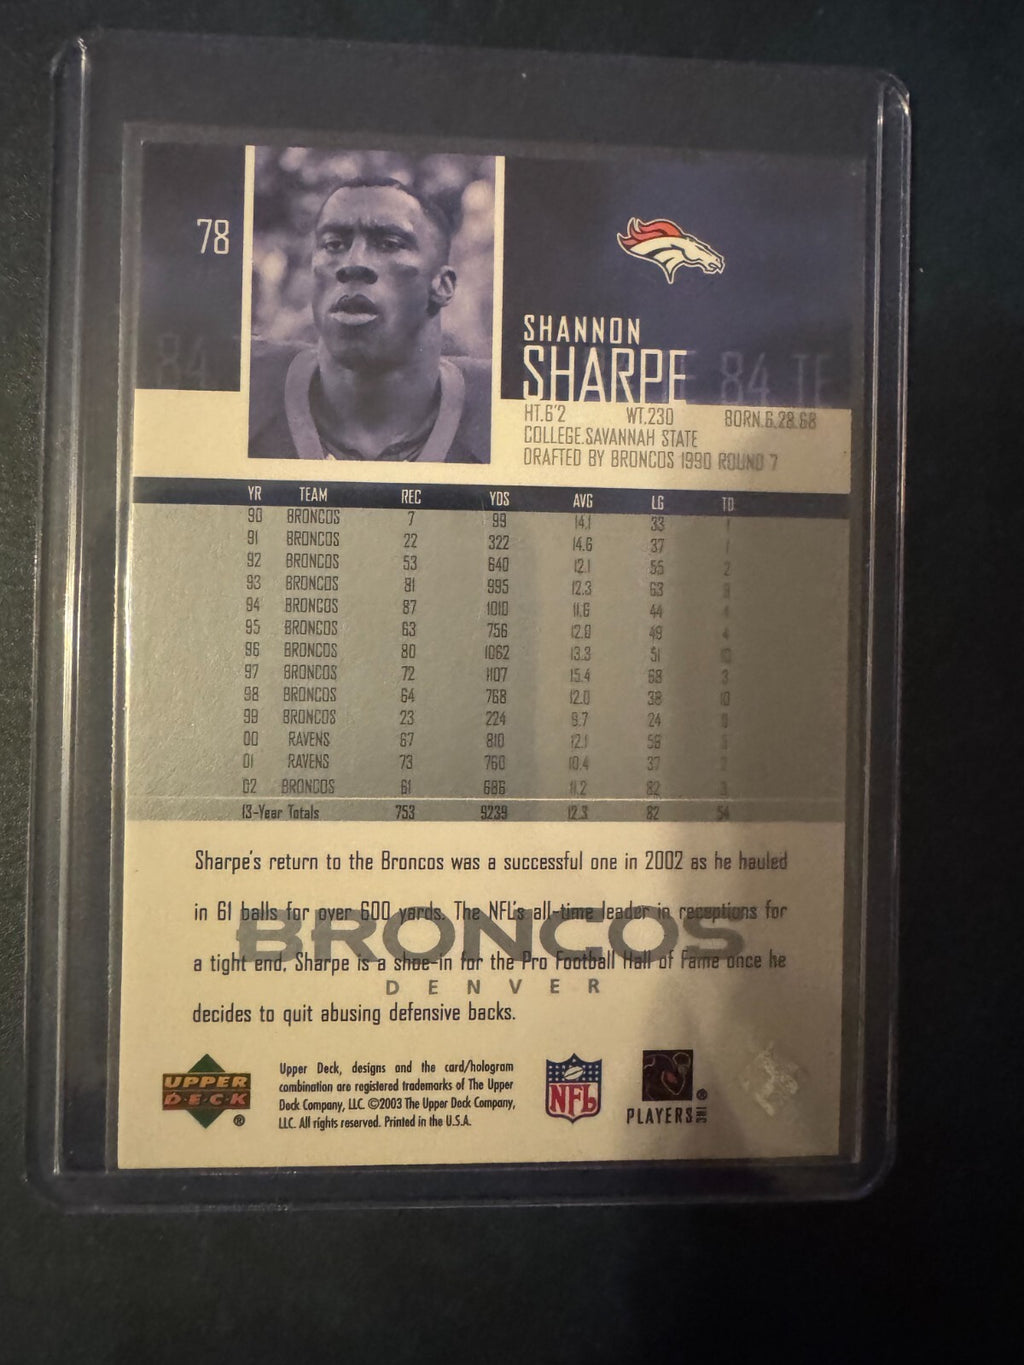 78
SHANNON
SHARPE
84 TE
84 TE
HT.6'2 WT.230 BORN.6.28.68
COLLEGE.SAVANNAH STATE
DRAFTED BY BRONCOS 1990 ROUND 7
YR TEAM REC YDS AVG LG TD
90 BRONCOS 7 99 14.1 33 1
91 BRONCOS 22 322 14.6 37 1
92 BRONCOS 53 640 12.1 55 2
93 BRONCOS 81 995 12.3 63
94 BRONCOS 87 1010 11.6 44 4
95 BRONCOS 63 756 12.0 49 4
96 BRONCOS 80 1062 13.3 51 10
97 BRONCOS 72 1107 15.4 68 3
98 BRONCOS 64 768 12.0 38 10
99 BRONCOS 23 224 9.7 24
00 RAVENS 67 810 12.1 59
01 RAVENS 73 760 10.4 37 2
02 BRONCOS 61 686 11.2 82 3
13-Year Totals 753 9239 12.3 82 54
Sharpe's return to the Broncos was a successful one in 2002 as he hauled
in 61 balls for over 600 yards. The NFL's all-time leader in receptions for
BRONCOS
a tight end, Sharpe is a shoe-in for the Pro Football Hall of Fame once he
DENVER
decides to quit abusing defensive backs.
UPPER
D·E·C·K
®
Upper Deck, designs and the card/hologram
combination are registered trademarks of The Upper
Deck Company, LLC. ©2003 The Upper Deck Company,
LLC. All rights reserved. Printed in the U.S.A.
NFL
PLAYERS INC ®